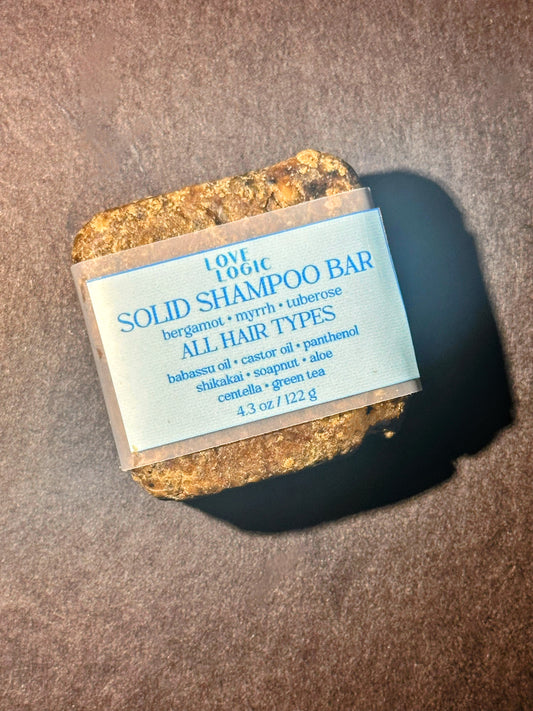 LOVE
LOGIC
SOLID SHAMPOO BAR
bergamot • myrrh • tuberose
ALL HAIR TYPES
babassu oil • castor oil • panthenol
shikakai • soapnut • aloe
centella • green tea
4.3 oz / 122 g